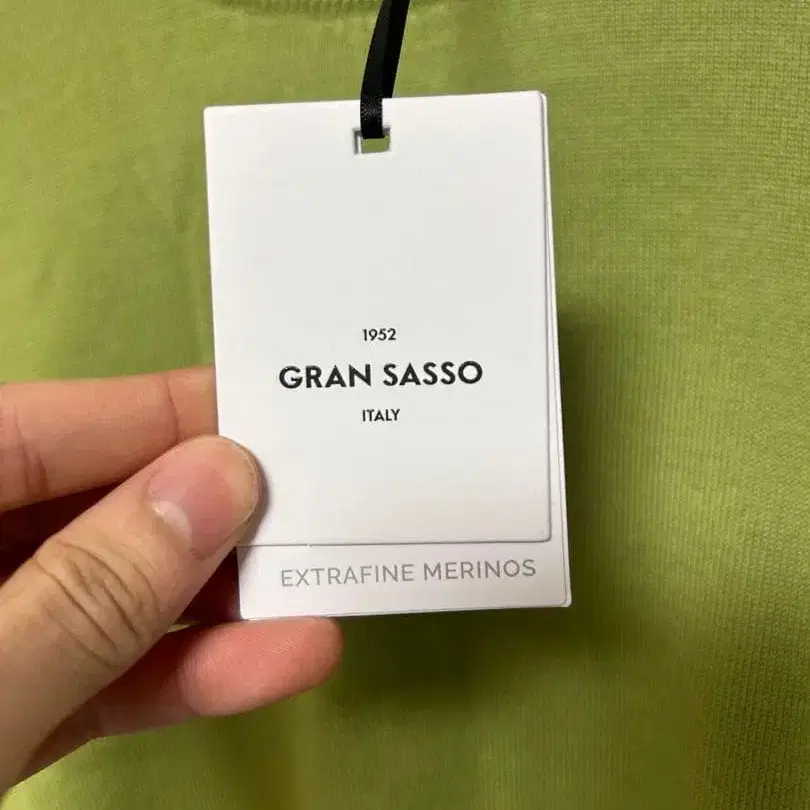 1952
GRAN SASSO
ITALY
EXTRAFINE MERINOS